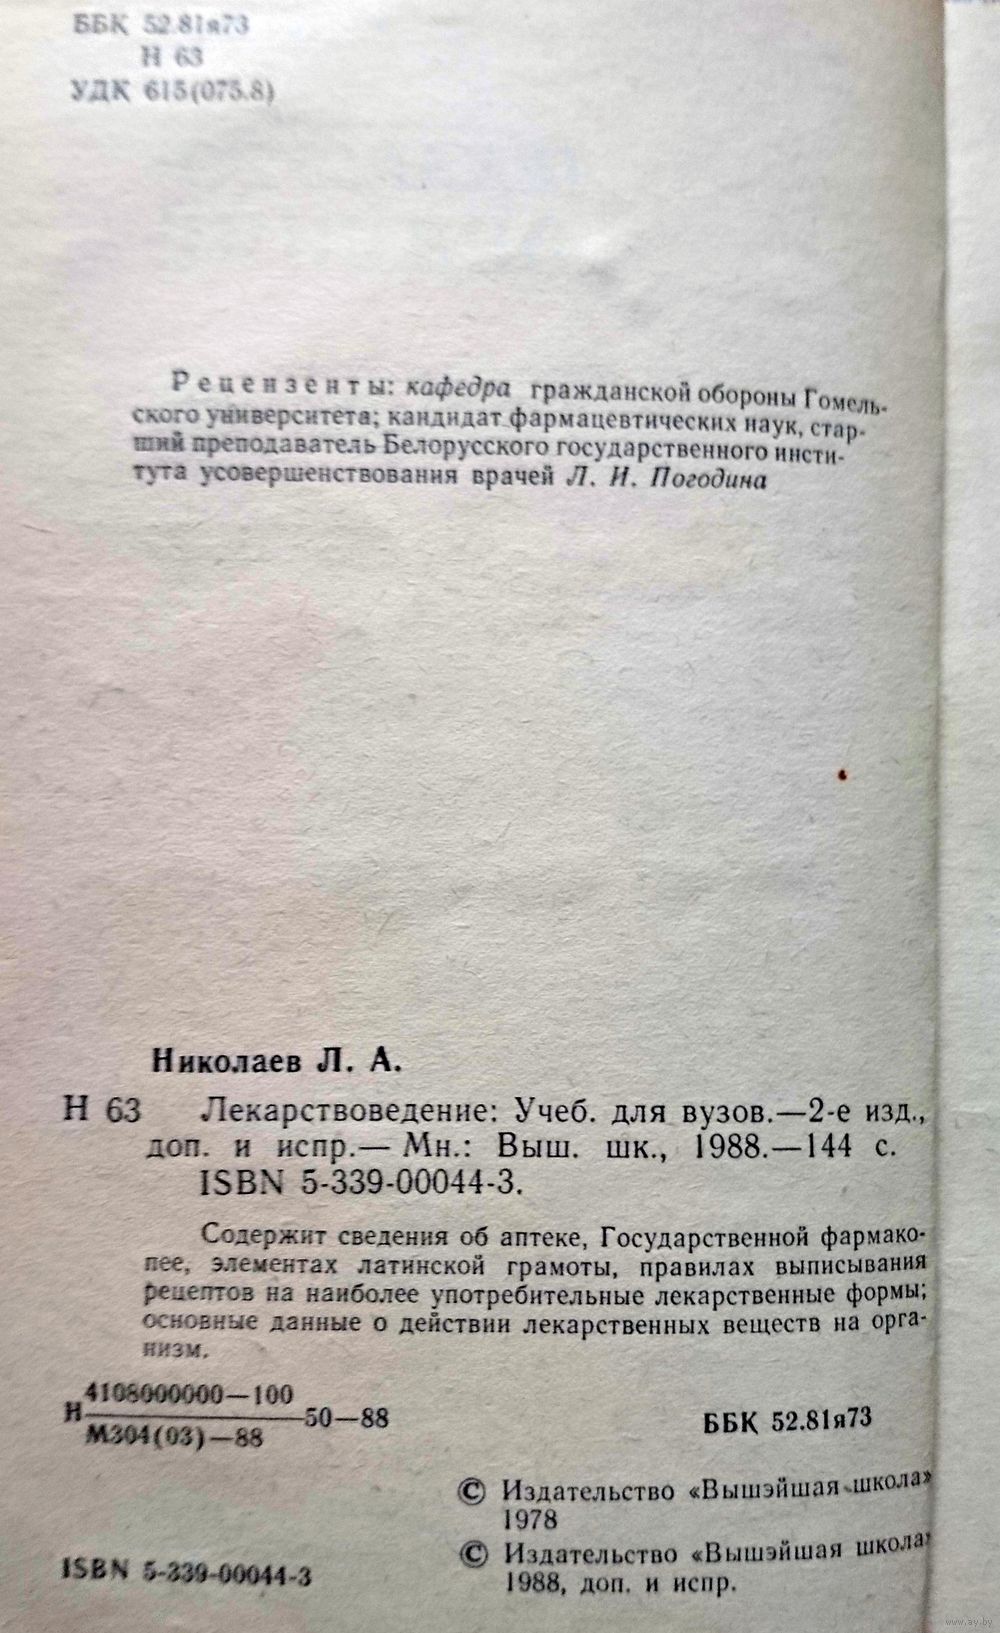 ББК 52.81я73
Н 63
УДК 615(075.8)
Рецензенты: кафедра гражданской обороны Гомель-
ского университета; кандидат фармацевтических наук, стар-
ший преподаватель Белорусского государственного инсти-
тута усовершенствования врачей Л. И. Погодина
Николаев Л. А.
Н 63 Лекарствоведение: Учеб. для вузов.—2-е изд.,
доп. и испр.— Мн.: Выш. шк., 1988.—144 с.
ISBN 5-339-00044-3.
Содержит сведения об аптеке, Государственной фармако-
пее, элементах латинской грамоты, правилах выписывания
рецептов на наиболее употребительные лекарственные формы;
основные данные о действии лекарственных веществ на орга-
низм.
4108000000—100
Н 50—88
М304(03)—88
ББК 52.81я73
© Издательство «Вышэйшая школа»
1978
© Издательство «Вышэйшая школа»
1988, доп. и испр.
ISBN 5-339-00044-3
www.ay.by